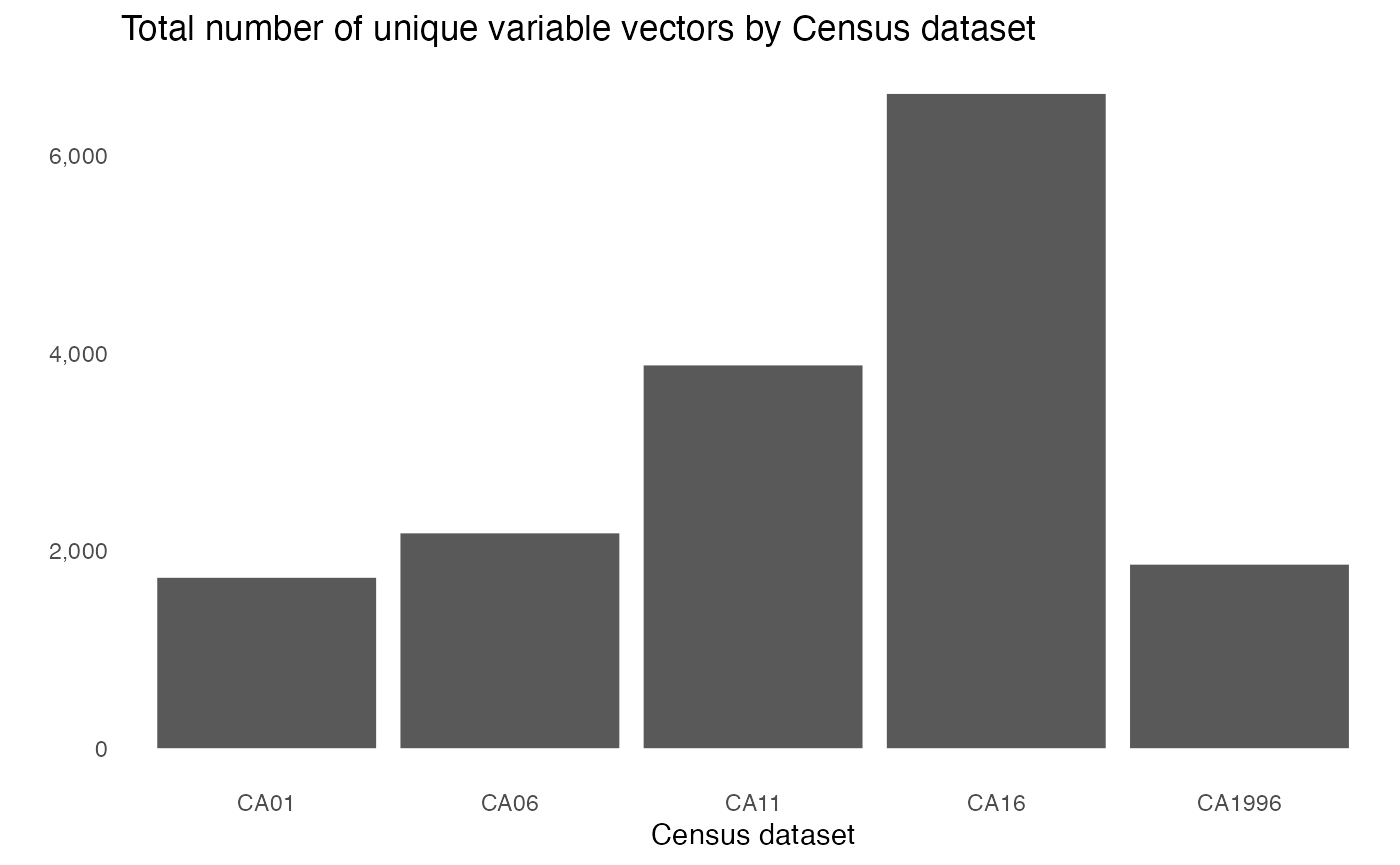 Total number of unique variable vectors by Census dataset
6,000
4,000
2,000
0
CA01 CA06 CA11 CA16 CA1996
Census dataset